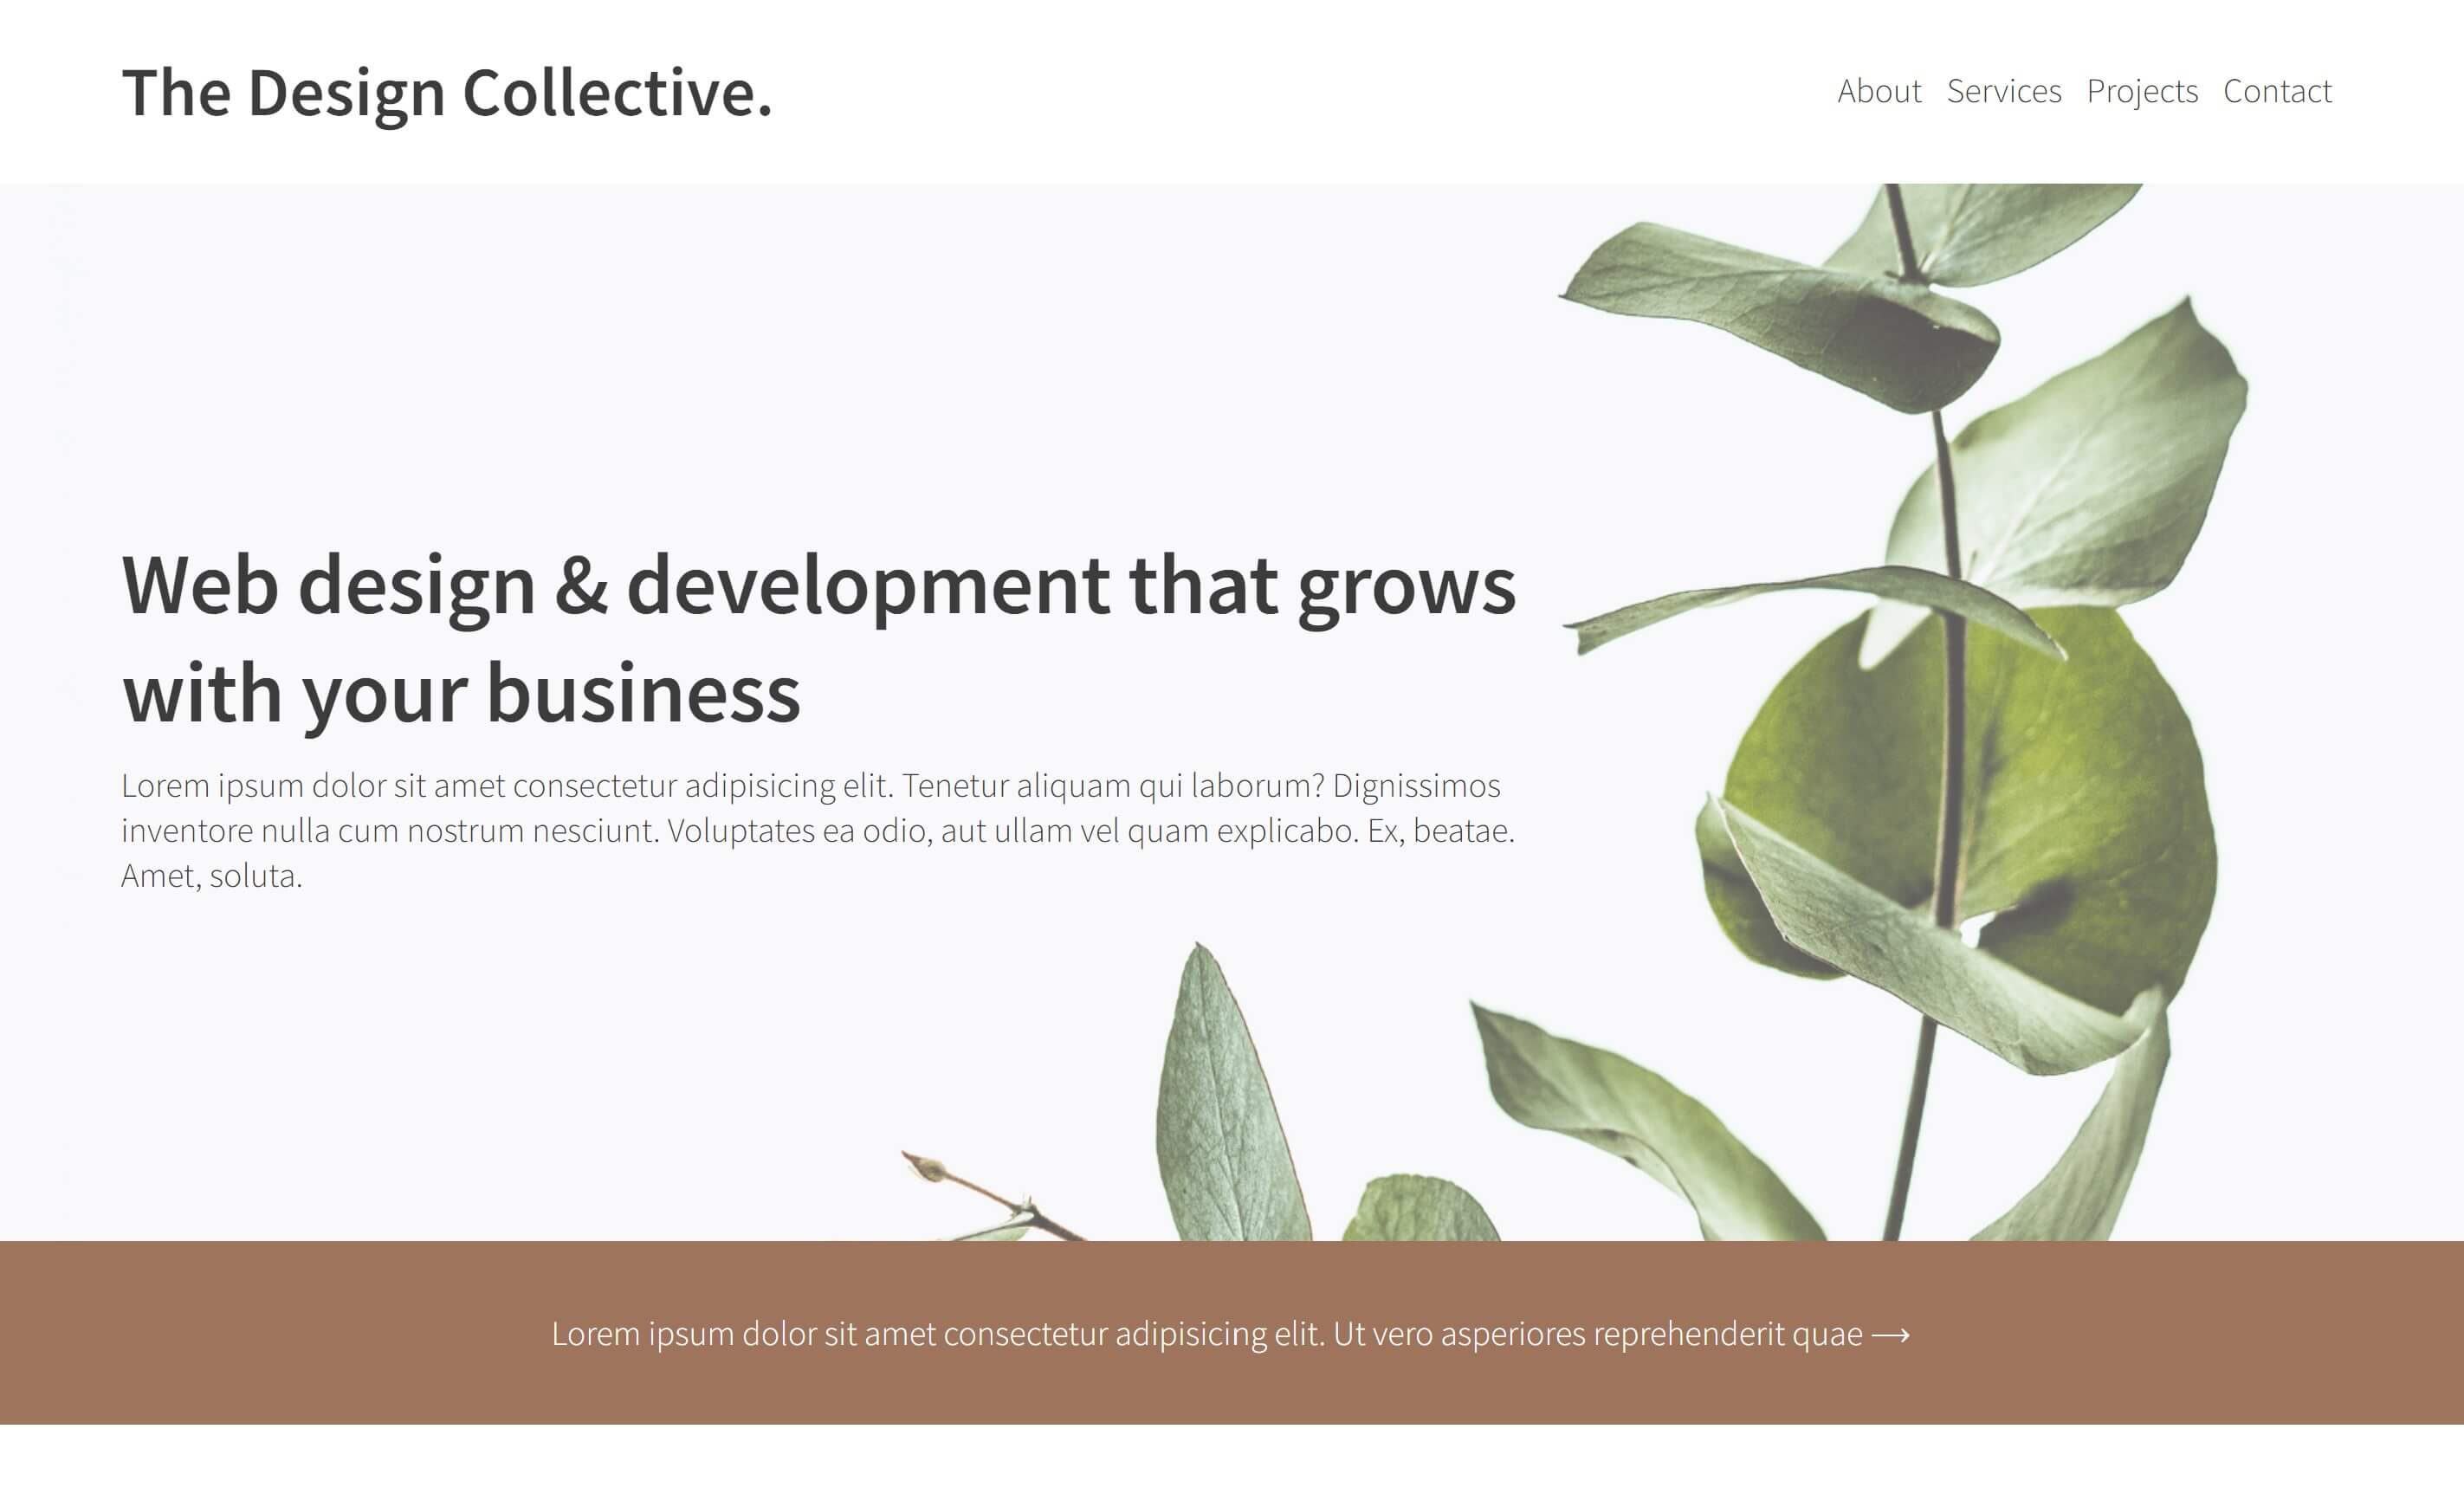 The Design Collective.
About Services Projects Contact
Web design & development that grows
with your business
Lorem ipsum dolor sit amet consectetur adipisicing elit. Tenetur aliquam qui laborum? Dignissimos
inventore nulla cum nostrum nesciunt. Voluptates ea odio, aut ullam vel quam explicabo. Ex, beatae.
Amet, soluta.
Lorem ipsum dolor sit amet consectetur adipisicing elit. Ut vero asperiores reprehenderit quae ⟶